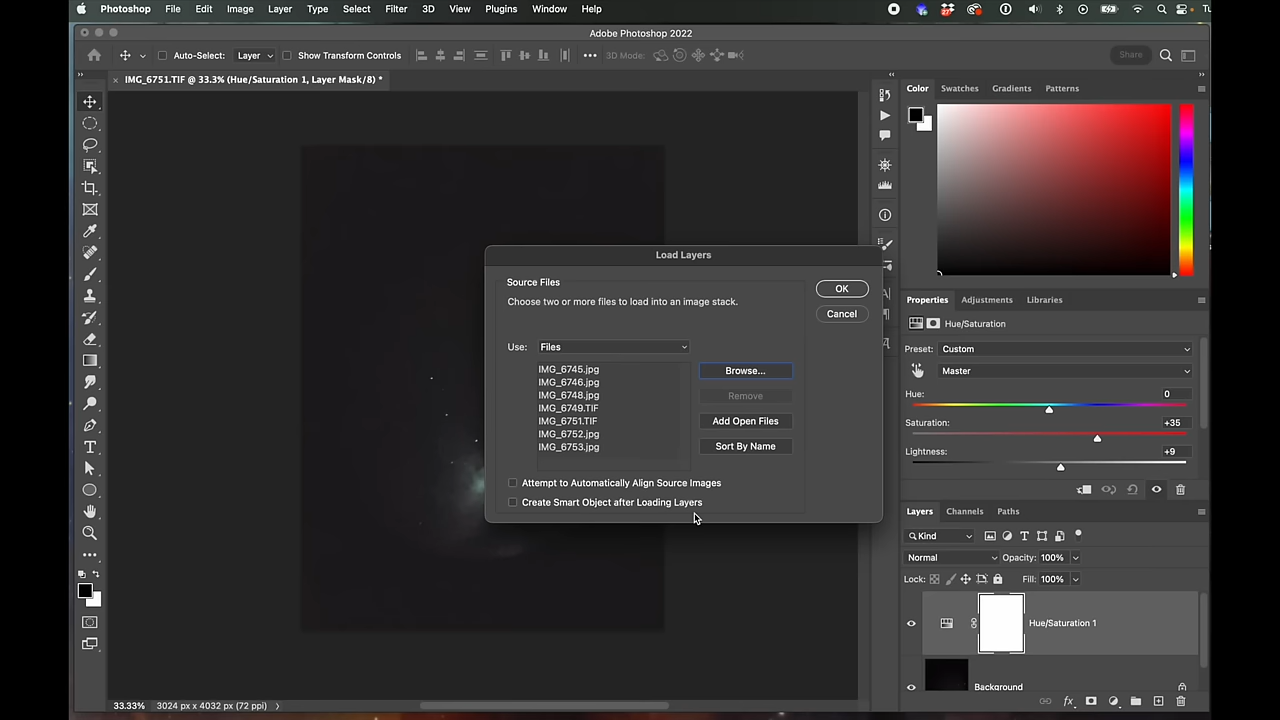 Photoshop File Edit Image Layer Type Select Filter 3D View Plugins Window Help
Adobe Photoshop 2022
Auto-Select: Layer Show Transform Controls 3D Mode: Share
IMG_6751.TIF @ 33.3% (Hue/Saturation 1, Layer Mask/8) *
Color Swatches Gradients Patterns
Load Layers
Source Files
Choose two or more files to load into an image stack.
Use: Files
IMG_6745.jpg
IMG_6746.jpg
IMG_6748.jpg
IMG_6749.TIF
IMG_6751.TIF
IMG_6752.jpg
IMG_6753.jpg
Browse...
Remove
Add Open Files
Sort By Name
Attempt to Automatically Align Source Images
Create Smart Object after Loading Layers
OK
Cancel
Properties Adjustments Libraries
Hue/Saturation
Preset: Custom
Master
Hue: 0
Saturation: +35
Lightness: +9
Layers Channels Paths
Kind
Normal Opacity: 100%
Lock: Fill: 100%
Hue/Saturation 1
Background
33.33% 3024 px x 4032 px (72 ppi)